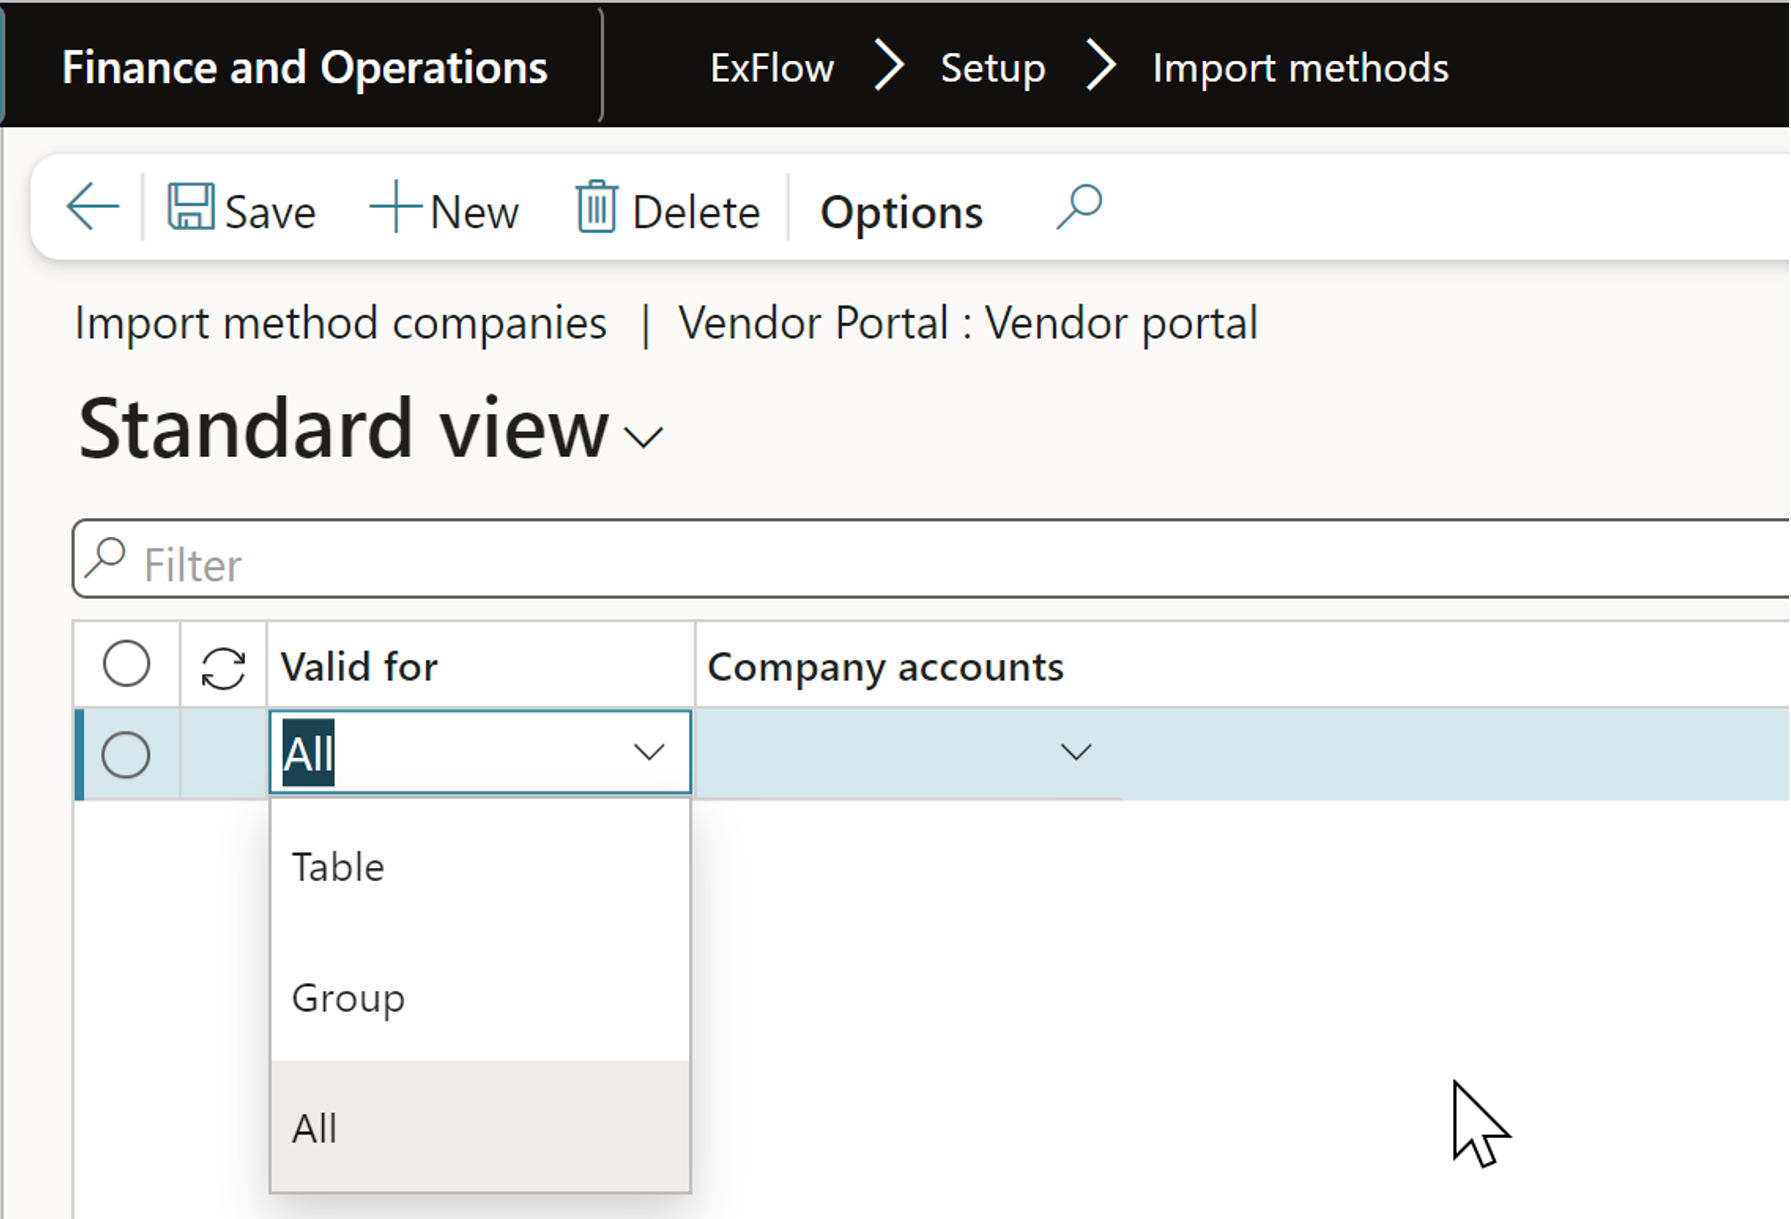 Finance and Operations ExFlow Setup Import methods
Save New Delete Options
Import method companies | Vendor Portal : Vendor portal
Standard view
Filter
Valid for Company accounts
All
Table
Group
All